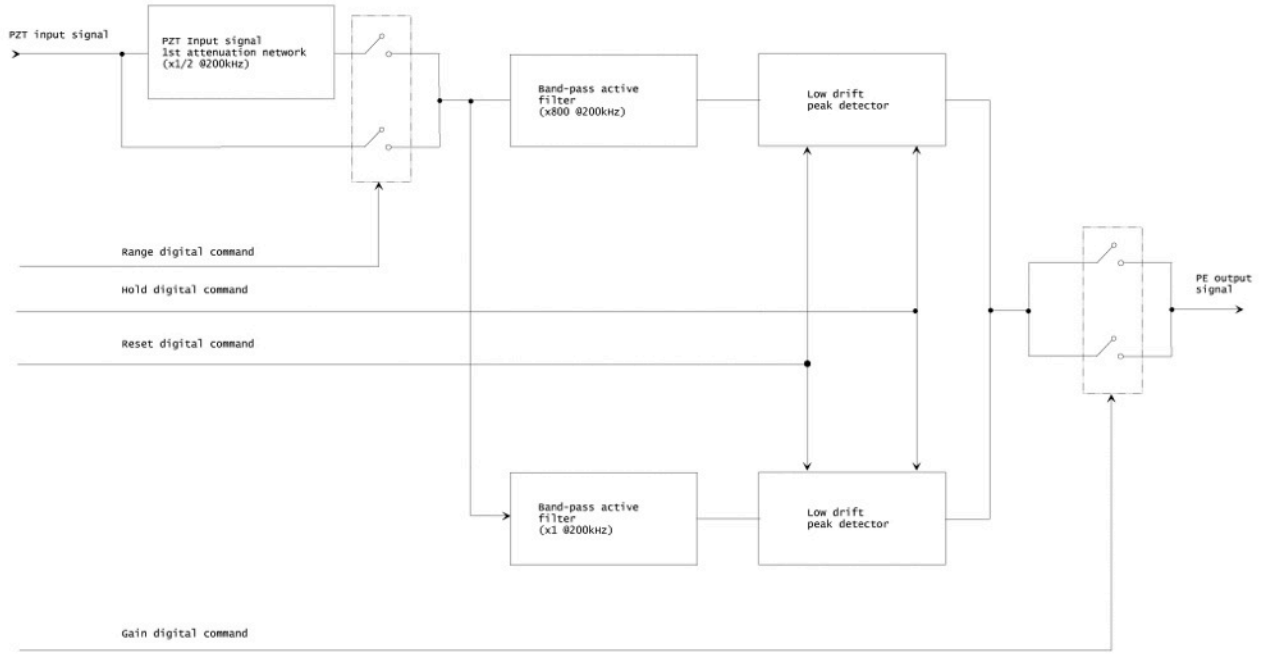 PZT input signal
PZT Input signal
1st attenuation network
(x1/2 @200kHz)
Band-pass active
filter
(x800 @200kHz)
Low drift
peak detector
Range digital command
Hold digital command
Reset digital command
PE output
signal
Band-pass active
filter
(x1 @200kHz)
Low drift
peak detector
Gain digital command